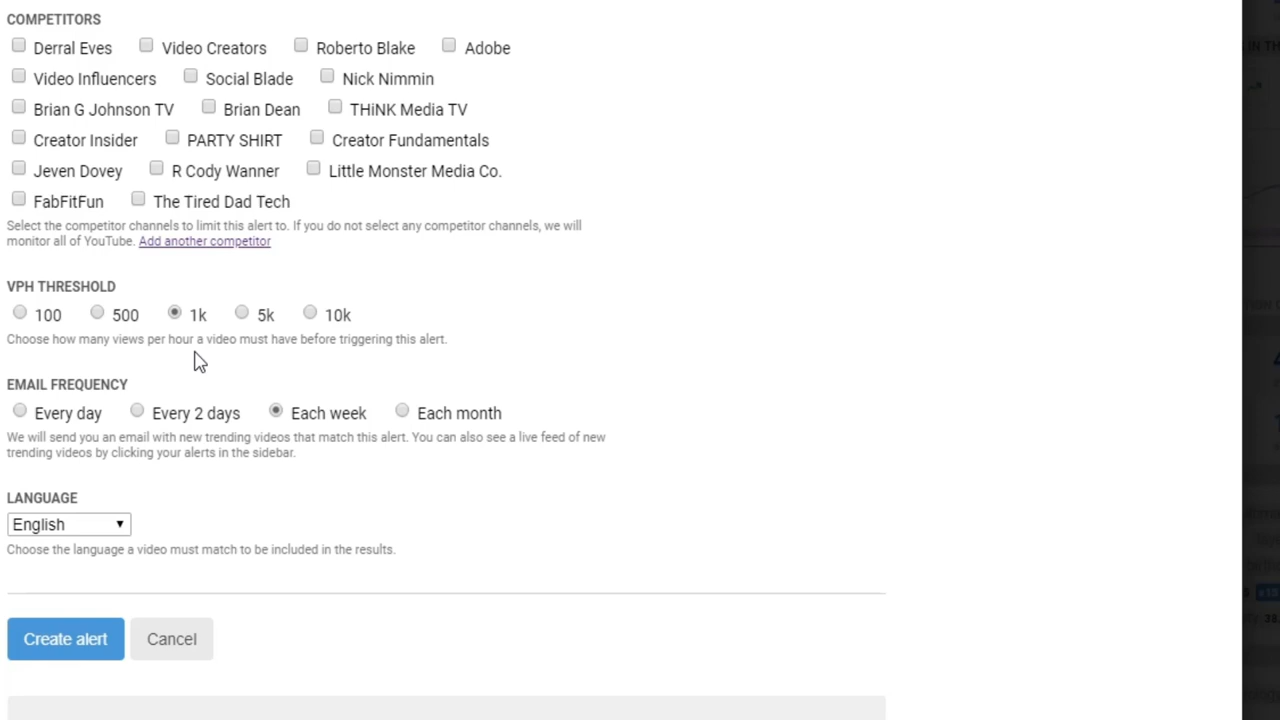 COMPETITORS
Derral Eves Video Creators Roberto Blake Adobe
Video Influencers Social Blade Nick Nimmin
Brian G Johnson TV Brian Dean THiNK Media TV
Creator Insider PARTY SHIRT Creator Fundamentals
Jeven Dovey R Cody Wanner Little Monster Media Co.
FabFitFun The Tired Dad Tech
Select the competitor channels to limit this alert to. If you do not select any competitor channels, we will
monitor all of YouTube. Add another competitor
VPH THRESHOLD
100 500 1k 5k 10k
Choose how many views per hour a video must have before triggering this alert.
EMAIL FREQUENCY
Every day Every 2 days Each week Each month
We will send you an email with new trending videos that match this alert. You can also see a live feed of new
trending videos by clicking your alerts in the sidebar.
LANGUAGE
English
Choose the language a video must match to be included in the results.
Create alert Cancel